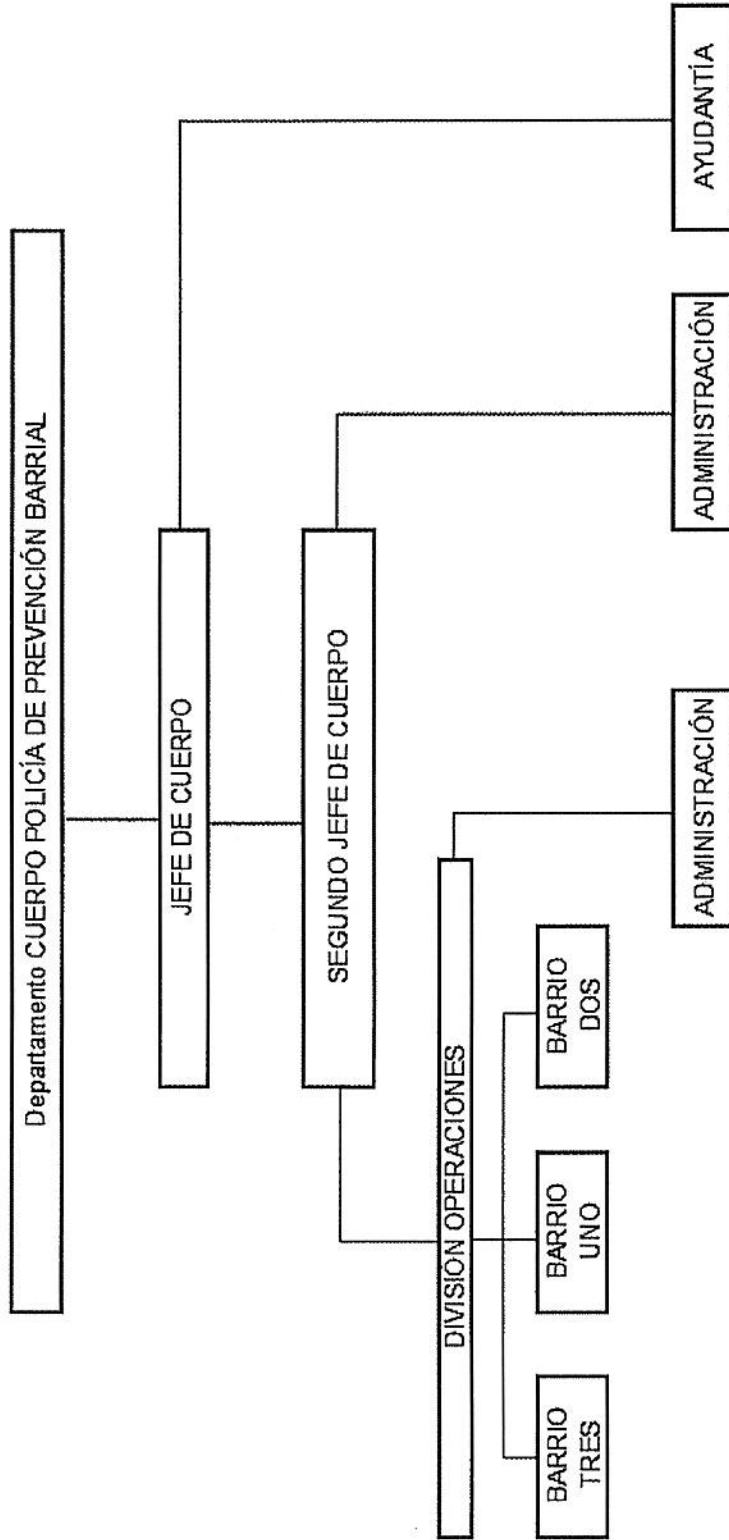 Departamento CUERPO POLICÍA DE PREVENCIÓN BARRIAL
JEFE DE CUERPO
SEGUNDO JEFE DE CUERPO
DIVISIÓN OPERACIONES
BARRIO
TRES
BARRIO
UNO
BARRIO
DOS
ADMINISTRACIÓN
ADMINISTRACIÓN
AYUDANTÍA